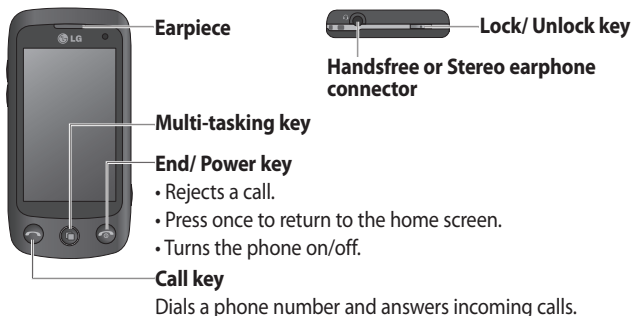 Earpiece
LG
Lock/ Unlock key
Handsfree or Stereo earphone
connector
Multi-tasking key
End/ Power key
• Rejects a call.
• Press once to return to the home screen.
• Turns the phone on/off.
Call key
Dials a phone number and answers incoming calls.